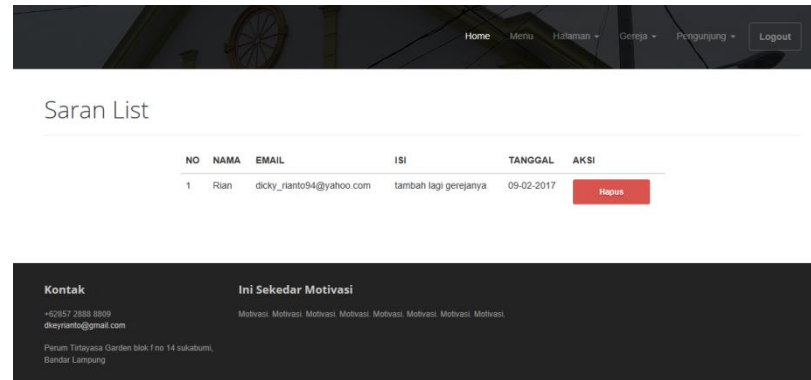 Home Menu Halaman Gereja Pengunjung Logout
Saran List
NO NAMA EMAIL ISI TANGGAL AKSI
1 Rian dicky_rianto94@yahoo.com tambah lagi gerejanya 09-02-2017 Hapus
Kontak
+62857 2888 8809
dkeyrianto@gmail.com
Perum Tirtayasa Garden blok f no 14 sukabumi,
Bandar Lampung
Ini Sekedar Motivasi
Motivasi. Motivasi. Motivasi. Motivasi. Motivasi. Motivasi. Motivasi. Motivasi.